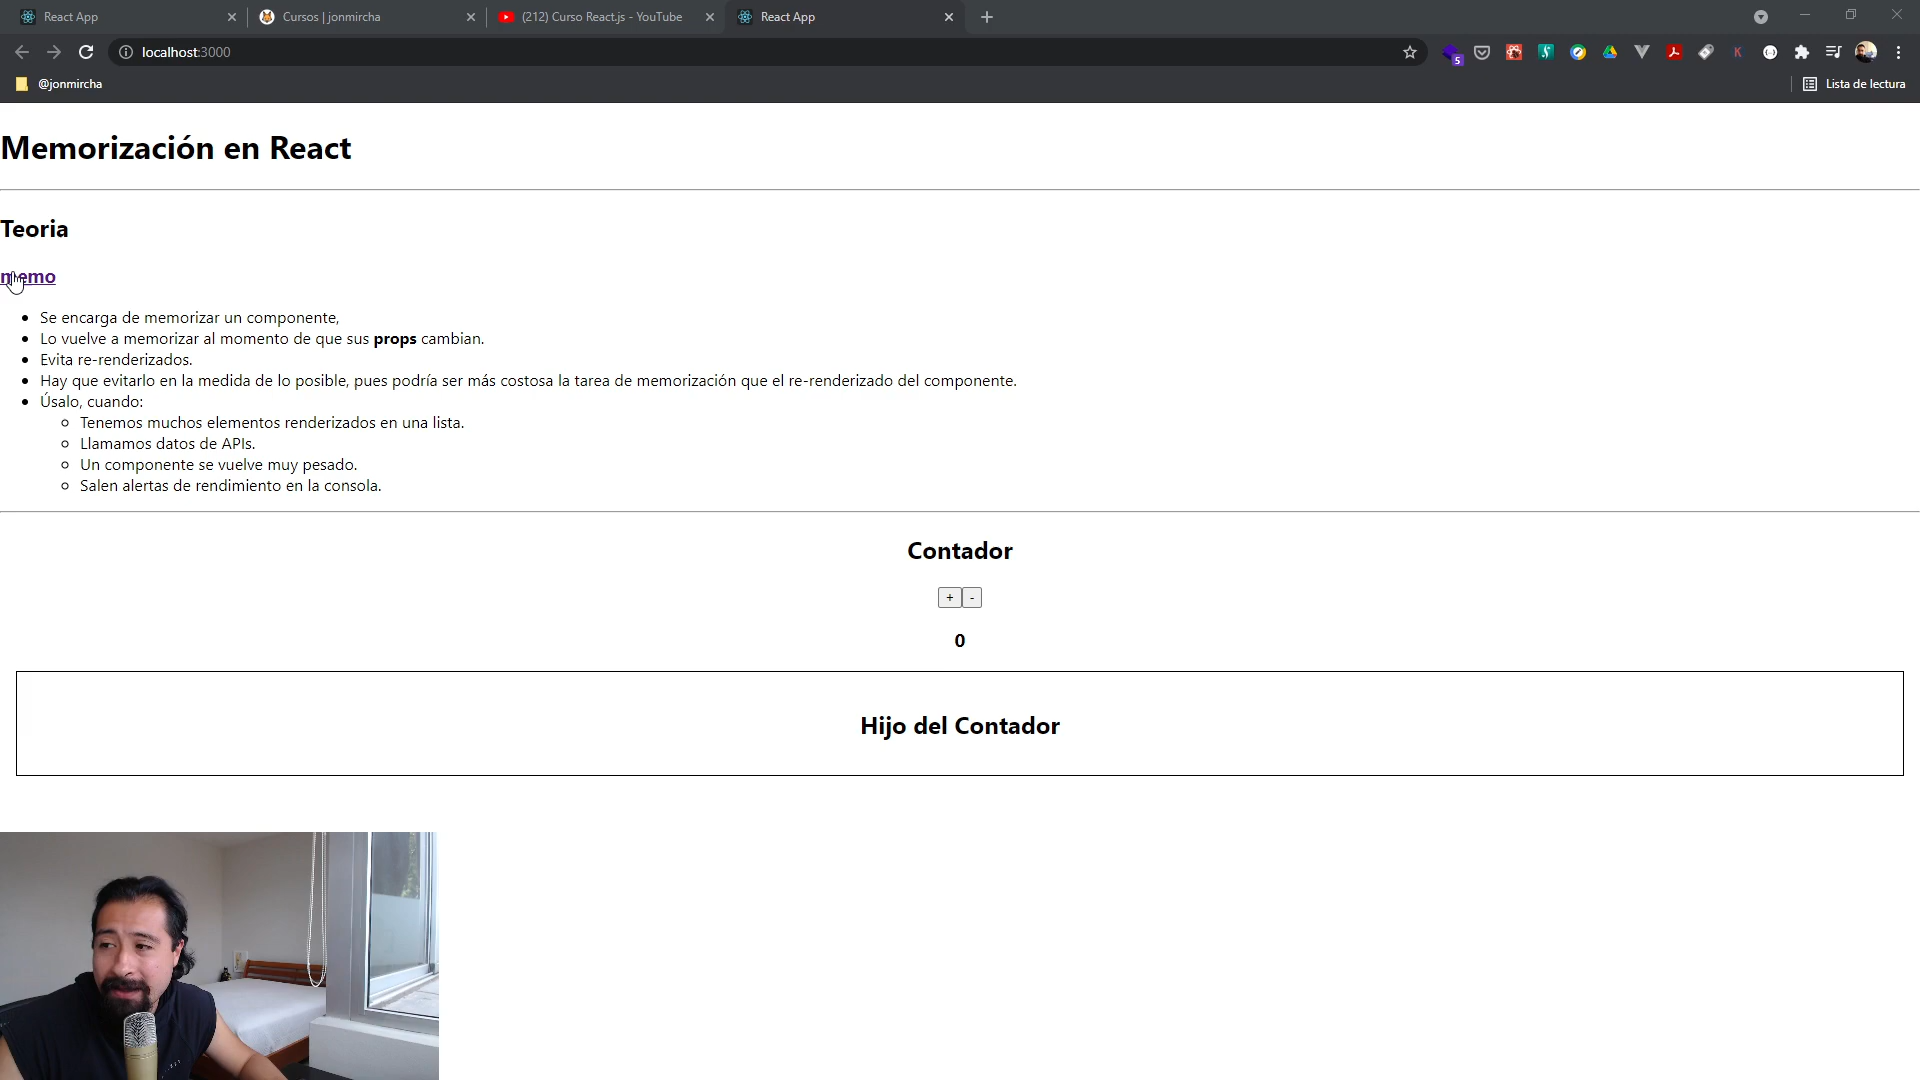 React App
Cursos | jonmircha
(212) Curso React.js - YouTube
React App
localhost:3000
5
@jonmircha
Lista de lectura
Memorización en React
Teoria
memo
Se encarga de memorizar un componente,
Lo vuelve a memorizar al momento de que sus props cambian.
Evita re-renderizados.
Hay que evitarlo en la medida de lo posible, pues podría ser más costosa la tarea de memorización que el re-renderizado del componente.
Úsalo, cuando:
Tenemos muchos elementos renderizados en una lista.
Llamamos datos de APIs.
Un componente se vuelve muy pesado.
Salen alertas de rendimiento en la consola.
Contador
+ -
0
Hijo del Contador